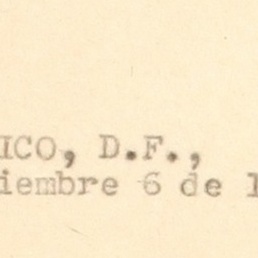 ICO, D.F.,
iembre 6 de 1